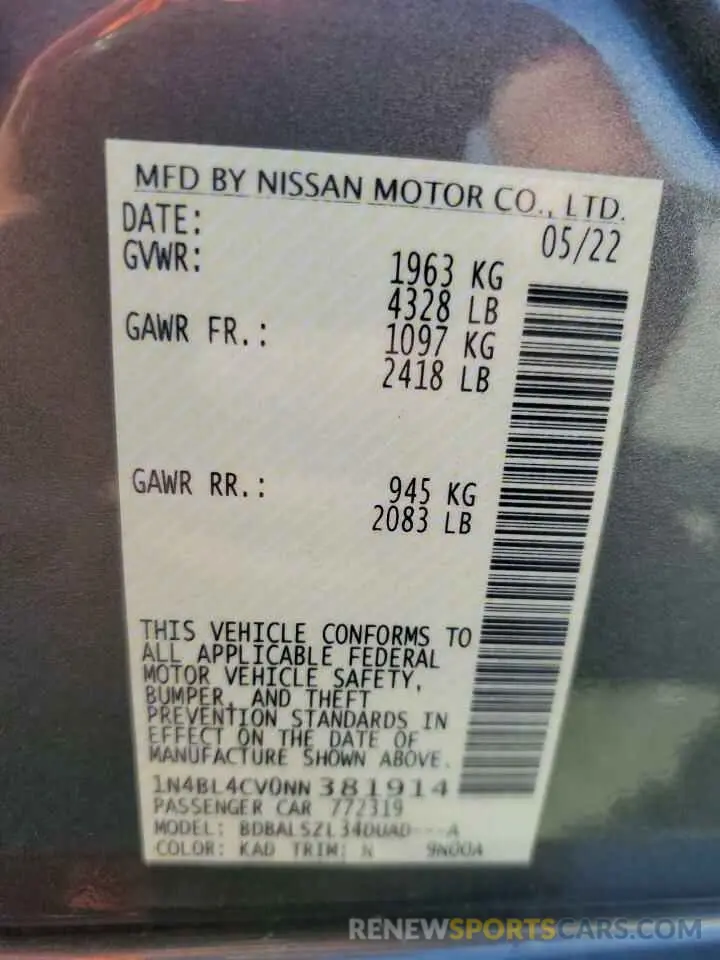 MFD BY NISSAN MOTOR CO., LTD.
DATE: 05/22
GVWR: 1963 KG
4328 LB
GAWR FR.: 1097 KG
2418 LB
GAWR RR.: 945 KG
2083 LB
THIS VEHICLE CONFORMS TO
ALL APPLICABLE FEDERAL
MOTOR VEHICLE SAFETY,
BUMPER, AND THEFT
PREVENTION STANDARDS IN
EFFECT ON THE DATE OF
MANUFACTURE SHOWN ABOVE.
1N4BL4CV0NN 381914
PASSENGER CAR 772319
MODEL: BDBALSZL34DUAD---A
COLOR: KAD TRIM: N 9N00A
RENEWSPORTSCARS.COM